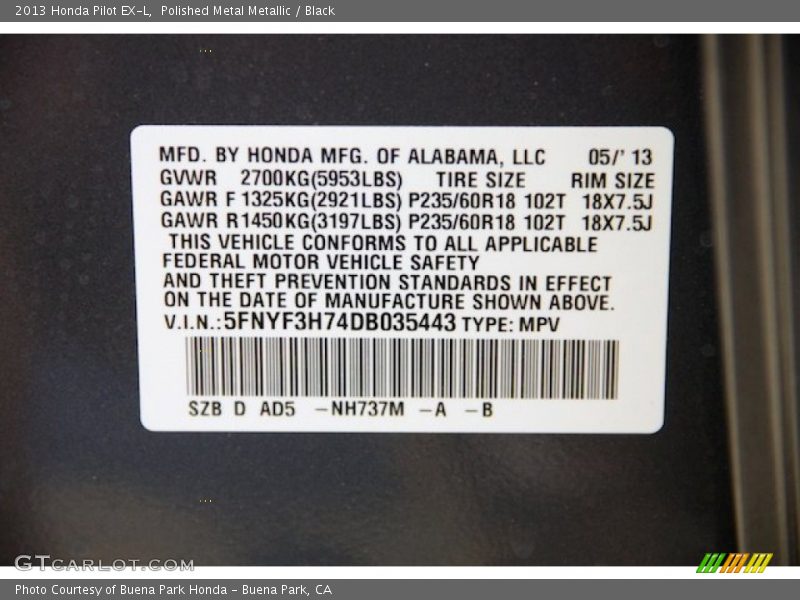 2013 Honda Pilot EX-L, Polished Metal Metallic / Black
MFD. BY HONDA MFG. OF ALABAMA, LLC 05/' 13
GVWR 2700KG(5953LBS) TIRE SIZE RIM SIZE
GAWR F 1325KG(2921LBS) P235/60R18 102T 18X7.5J
GAWR R1450KG(3197LBS) P235/60R18 102T 18X7.5J
THIS VEHICLE CONFORMS TO ALL APPLICABLE
FEDERAL MOTOR VEHICLE SAFETY
AND THEFT PREVENTION STANDARDS IN EFFECT
ON THE DATE OF MANUFACTURE SHOWN ABOVE.
V.I.N.:5FNYF3H74DB035443 TYPE: MPV
SZB D AD5 -NH737M -A -B
GTCARLOT.COM
Photo Courtesy of Buena Park Honda - Buena Park, CA